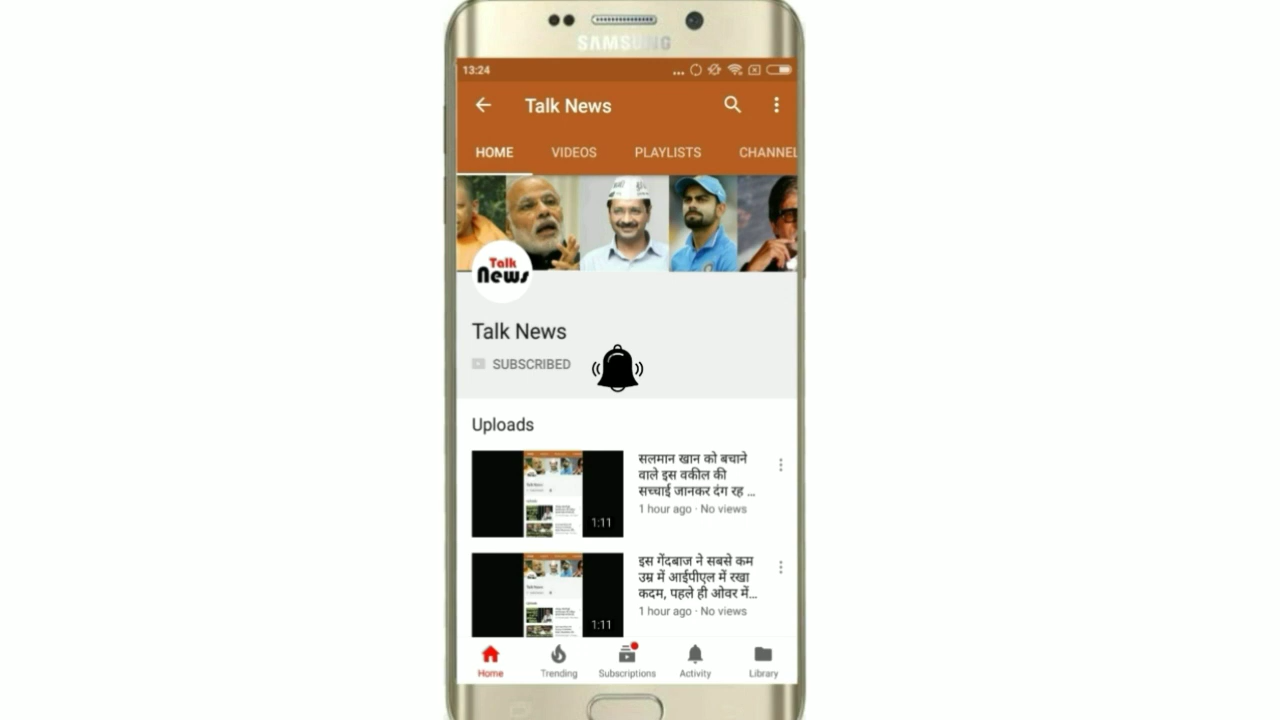 SAMSUNG
13:24
Talk News
HOME VIDEOS PLAYLISTS CHANNEL
Talk
News
Talk News
SUBSCRIBED
Uploads
सलमान खान को बचाने
वाले इस वकील की
सच्चाई जानकर दंग रह ...
1 hour ago · No views
1:11
इस गेंदबाज ने सबसे कम
उम्र में आईपीएल में रखा
कदम, पहले ही ओवर में...
1 hour ago · No views
1:11
Home Trending Subscriptions Activity Library